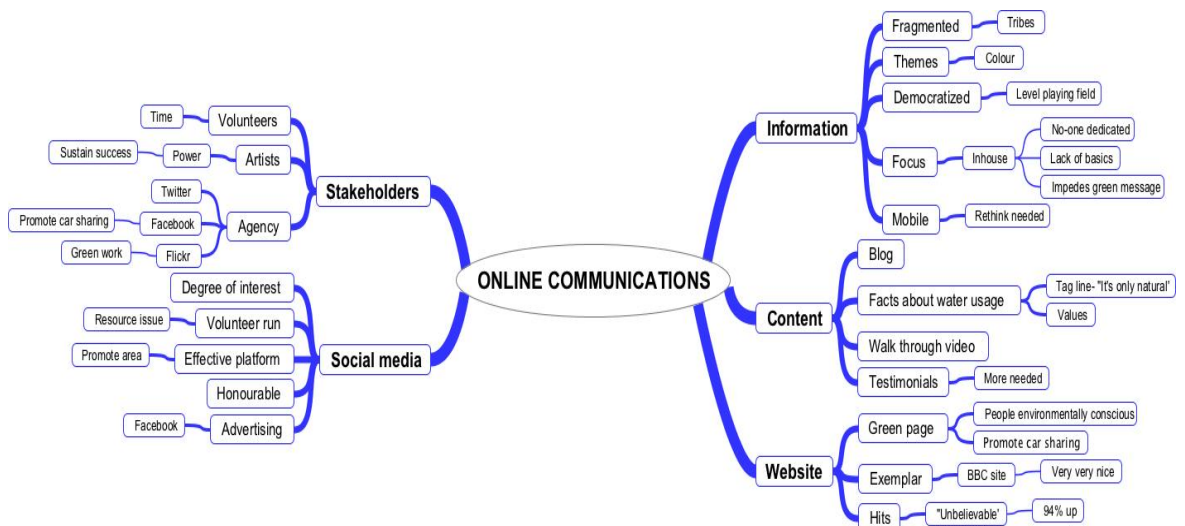 ONLINE COMMUNICATIONS
Stakeholders
Volunteers
Time
Artists
Power
Sustain success
Agency
Twitter
Facebook
Promote car sharing
Flickr
Green work
Social media
Degree of interest
Volunteer run
Resource issue
Effective platform
Promote area
Honourable
Advertising
Facebook
Information
Fragmented
Tribes
Themes
Colour
Democratized
Level playing field
Focus
Inhouse
No-one dedicated
Lack of basics
Impedes green message
Mobile
Rethink needed
Content
Blog
Facts about water usage
Tag line- "It's only natural'
Values
Walk through video
Testimonials
More needed
Website
Green page
People environmentally conscious
Promote car sharing
Exemplar
BBC site
Very very nice
Hits
"Unbelievable'
94% up